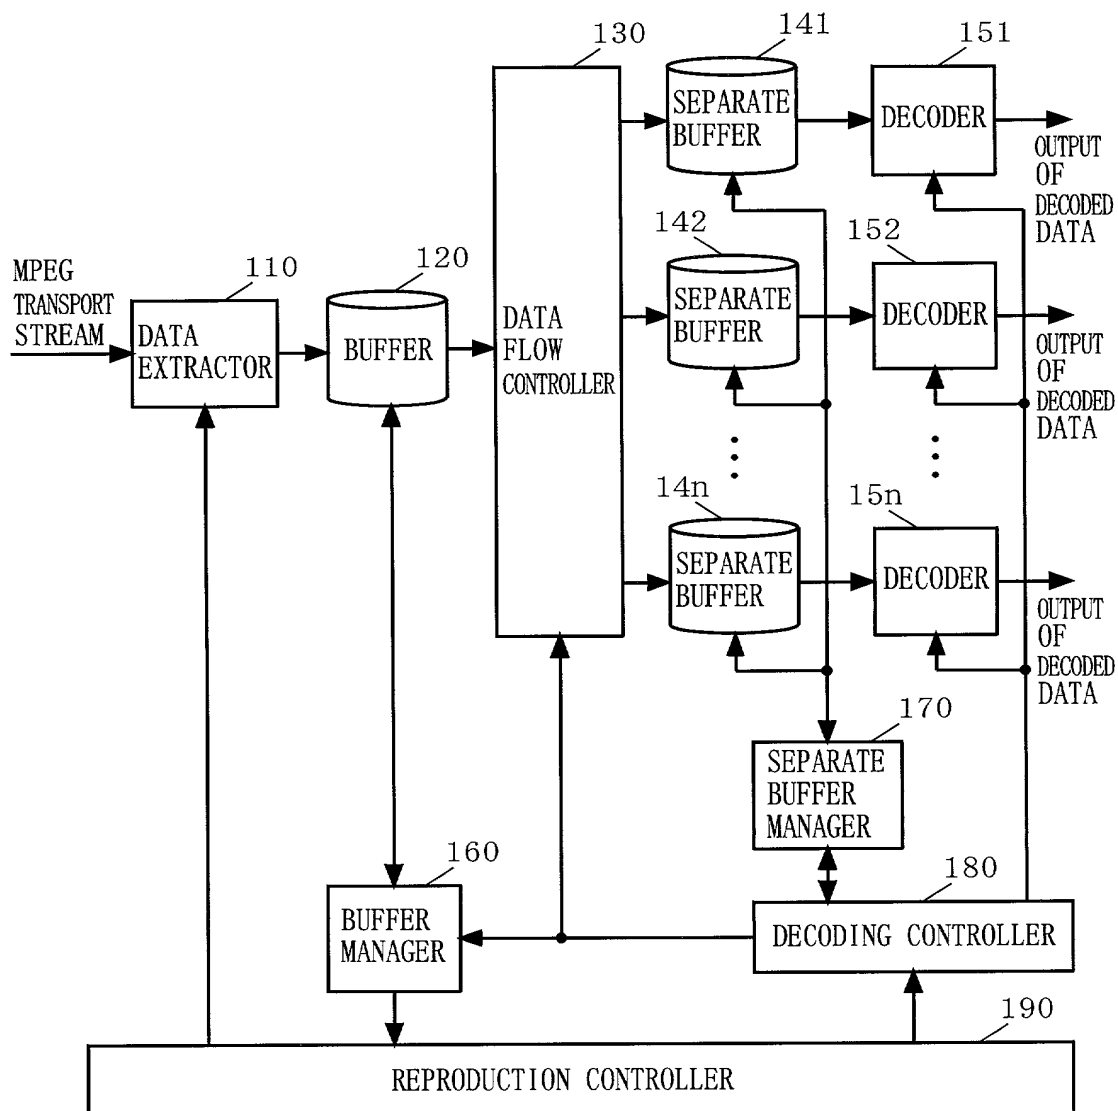 130
141
151
SEPARATE
BUFFER
DECODER
OUTPUT
OF
DECODED
DATA
142
152
MPEG
TRANSPORT
STREAM
110
120
SEPARATE
BUFFER
DECODER
DATA
EXTRACTOR
BUFFER
DATA
FLOW
CONTROLLER
OUTPUT
OF
DECODED
DATA
14n
15n
SEPARATE
BUFFER
DECODER
OUTPUT
OF
DECODED
DATA
170
SEPARATE
BUFFER
MANAGER
160
180
BUFFER
MANAGER
DECODING CONTROLLER
190
REPRODUCTION CONTROLLER